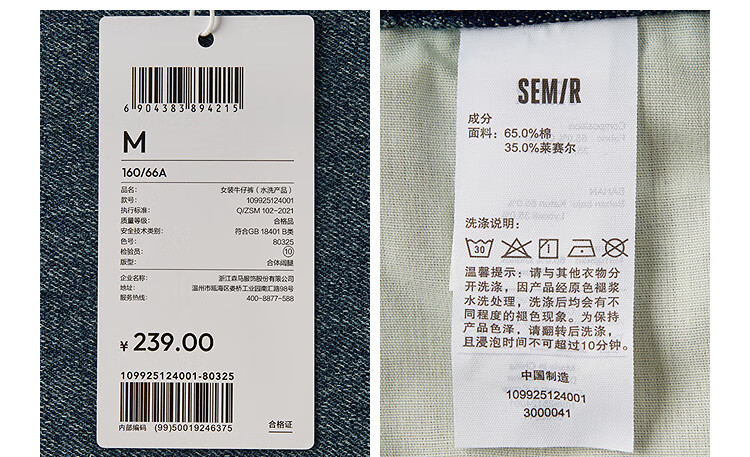 6 904383 894215
M
160/66A
品名： 女装牛仔裤（水洗产品）
款号： 109925124001
执行标准： Q/ZSM 102-2021
质量等级： 合格品
安全技术类别： 符合GB 18401 B类
色号： 80325
检验员： 10
版型： 合体阔腿
企业名称： 浙江森马服饰股份有限公司
地址： 温州市瓯海区娄桥工业园南汇路98号
服务热线： 400-8877-588
¥ 239.00
109925124001-80325
内部编码 (99)50019246375
合格证
SEM/R
成分
面料：65.0%棉
35.0%莱赛尔
洗涤说明：
30
温馨提示：请与其他衣物分
开洗涤，因产品经原色褪浆
水洗处理，洗涤后均会有不
同程度的褪色现象。为保持
产品色泽，请翻转后洗涤，
且浸泡时间不可超过10分钟。
中国制造
109925124001
3000041